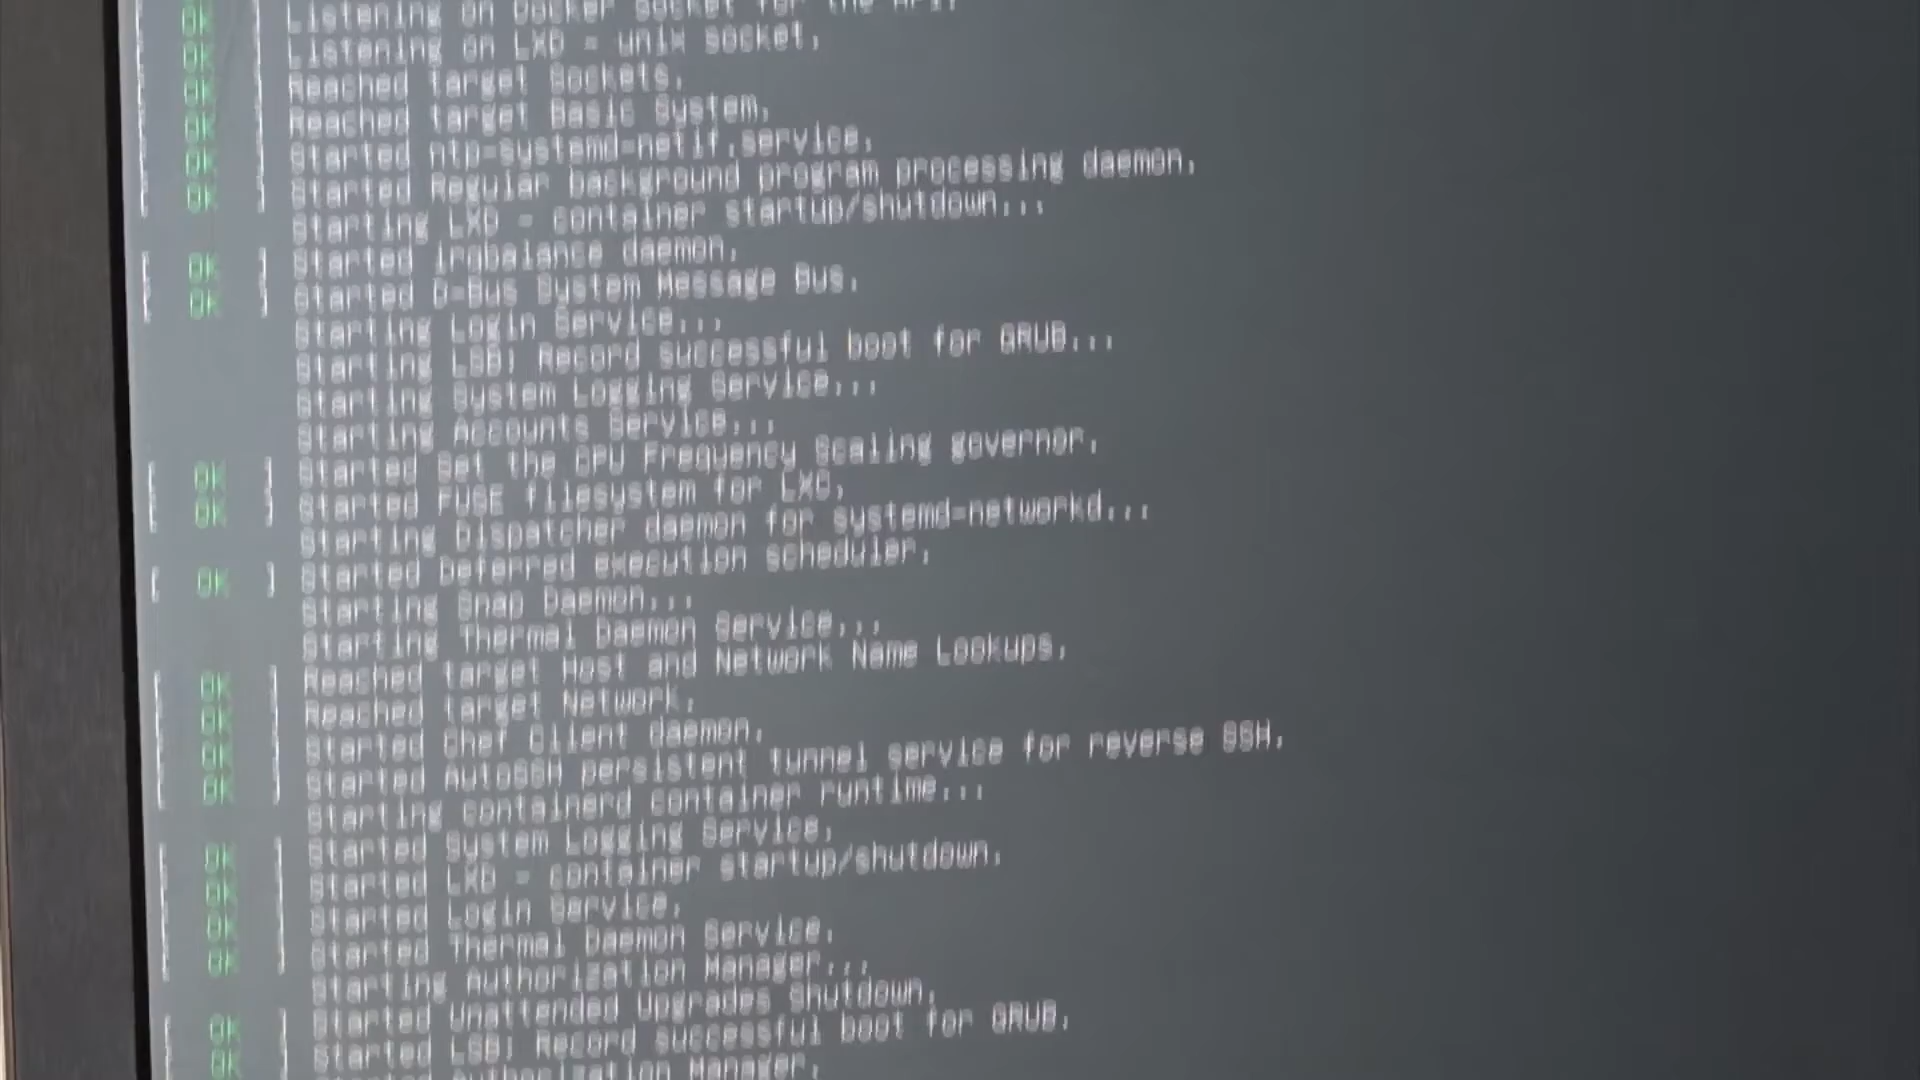 [ OK ] Listening on Docker Socket for the API.
[ OK ] Listening on LXD - unix socket.
[ OK ] Reached target Sockets.
[ OK ] Reached target Basic System.
[ OK ] Started ntp-systemd-netif.service.
[ OK ] Started Regular background program processing daemon.
Starting LXD - container startup/shutdown...
[ OK ] Started irqbalance daemon.
[ OK ] Started D-Bus System Message Bus.
Starting Login Service...
Starting LSB: Record successful boot for GRUB...
Starting System Logging Service...
Starting Accounts Service...
[ OK ] Started Set the CPU Frequency Scaling governor.
[ OK ] Started FUSE filesystem for LXD.
Starting Dispatcher daemon for systemd-networkd...
[ OK ] Started Deferred execution scheduler.
Starting Snap Daemon...
Starting Thermal Daemon Service...
[ OK ] Reached target Host and Network Name Lookups.
[ OK ] Reached target Network.
[ OK ] Started Chef Client daemon.
[ OK ] Started AutoSSH persistent tunnel service for reverse SSH.
Starting containerd container runtime...
[ OK ] Started System Logging Service.
[ OK ] Started LXD - container startup/shutdown.
[ OK ] Started Login Service.
[ OK ] Started Thermal Daemon Service.
Starting Authorization Manager...
[ OK ] Started Unattended Upgrades Shutdown.
[ OK ] Started LSB: Record successful boot for GRUB.
Started Authorization Manager.